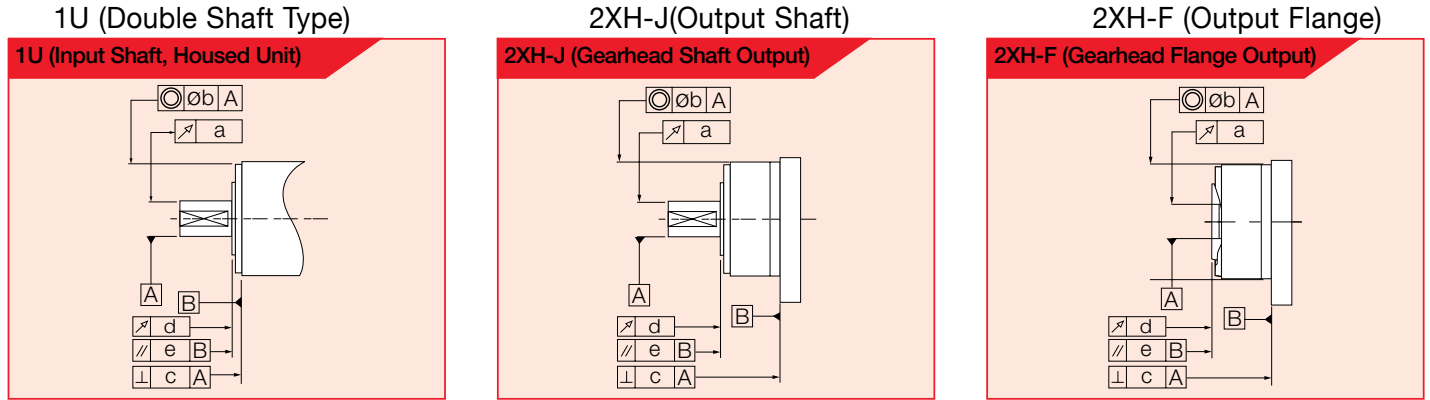 1U (Double Shaft Type)
1U (Input Shaft, Housed Unit)
Øb A
a
A
B
d
e B
c A
2XH-J(Output Shaft)
2XH-J (Gearhead Shaft Output)
Øb A
a
A
B
d
e B
c A
2XH-F (Output Flange)
2XH-F (Gearhead Flange Output)
Øb A
a
A
B
d
e B
c A